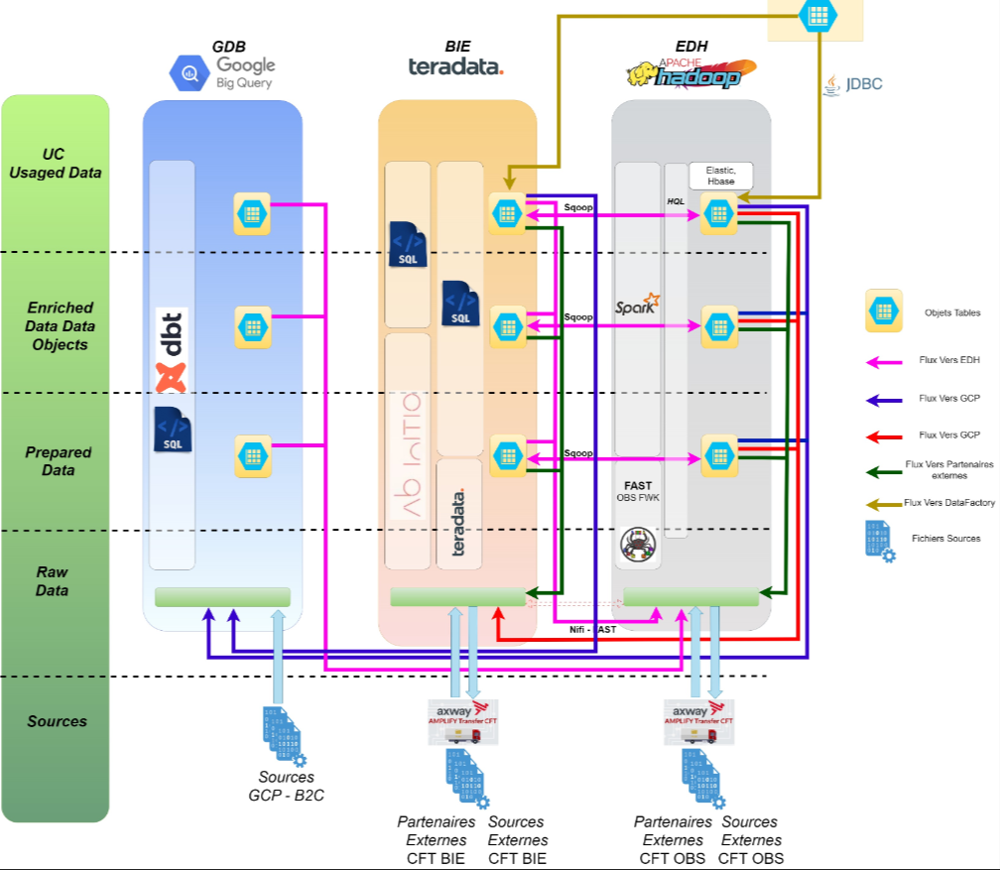 GDB
Google
Big Query
BIE
teradata.
EDH
APACHE
hadoop
JDBC
UC
Usaged Data
Elastic,
Hbase
HQL
Sqoop
SQL
Enriched
Data Data
Objects
dbt
SQL
Spark
Sqoop
Objets Tables
Flux Vers EDH
Flux Vers GCP
Flux Vers GCP
Flux Vers Partenaires
externes
Flux Vers DataFactory
Fichiers Sources
Prepared
Data
SQL
Ab Initio
teradata.
Sqoop
FAST
OBS FWK
Raw
Data
Nifi - FAST
Sources
axway
AMPLIFY Transfer CFT
axway
AMPLIFY Transfer CFT
Sources
GCP - B2C
Partenaires
Externes
CFT BIE
Sources
Externes
CFT BIE
Partenaires
Externes
CFT OBS
Sources
Externes
CFT OBS